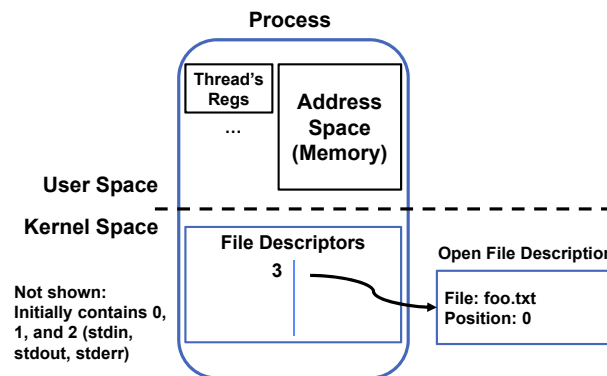 Process
Thread's
Regs
...
Address
Space
(Memory)
User Space
Kernel Space
File Descriptors
3
Open File Description
File: foo.txt
Position: 0
Not shown:
Initially contains 0,
1, and 2 (stdin,
stdout, stderr)